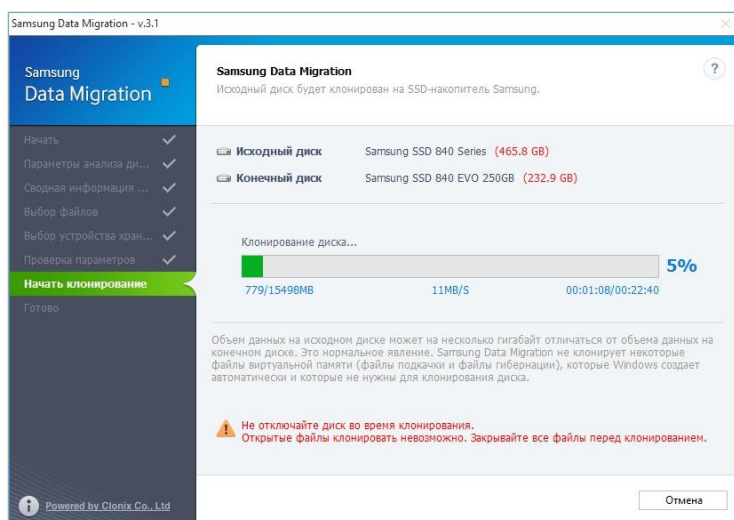 Samsung Data Migration - v.3.1
Samsung
Data Migration
Samsung Data Migration
?
Исходный диск будет клонирован на SSD-накопитель Samsung.
Начать
Параметры анализа ди...
Сводная информация ...
Выбор файлов
Выбор устройства хран...
Проверка параметров
Начать клонирование
Готово
Исходный диск Samsung SSD 840 Series (465.8 GB)
Конечный диск Samsung SSD 840 EVO 250GB (232.9 GB)
Клонирование диска...
5%
779/15498MB 11MB/S 00:01:08/00:22:40
Объем данных на исходном диске может на несколько гигабайт отличаться от объема данных на
конечном диске. Это нормальное явление. Samsung Data Migration не клонирует некоторые
файлы виртуальной памяти (файлы подкачки и файлы гибернации), которые Windows создает
автоматически и которые не нужны для клонирования диска.
Не отключайте диск во время клонирования.
Открытые файлы клонировать невозможно. Закрывайте все файлы перед клонированием.
Powered by Clonix Co., Ltd
Отмена